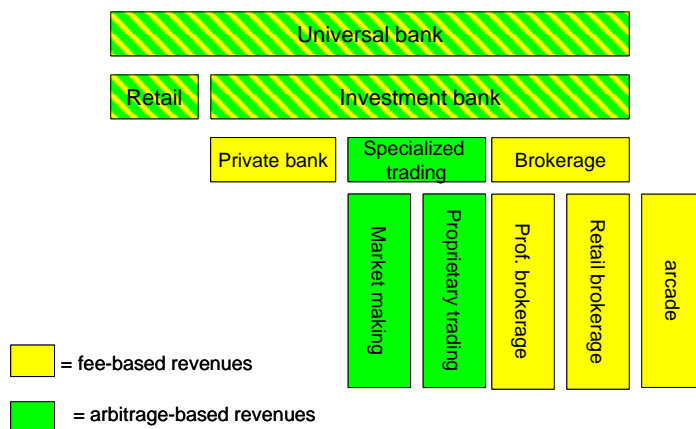 Universal bank
Retail
Investment bank
Private bank
Specialized
trading
Brokerage
Market making
Proprietary trading
Prof. brokerage
Retail brokerage
arcade
= fee-based revenues
= arbitrage-based revenues